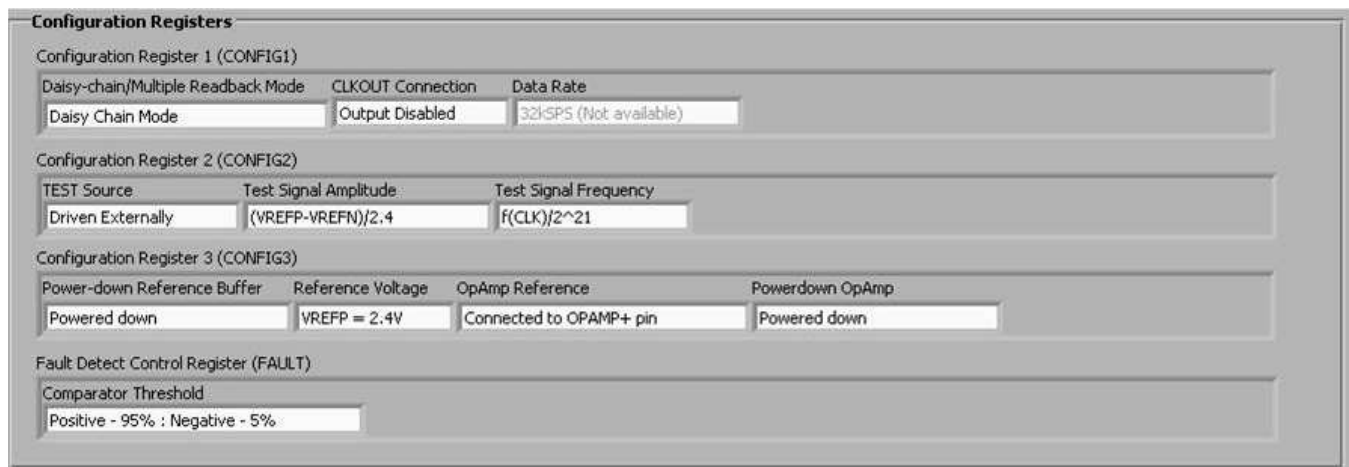 Configuration Registers
Configuration Register 1 (CONFIG1)
Daisy-chain/Multiple Readback Mode CLKOUT Connection Data Rate
Daisy Chain Mode Output Disabled 32kSPS (Not available)
Configuration Register 2 (CONFIG2)
TEST Source Test Signal Amplitude Test Signal Frequency
Driven Externally (VREFP-VREFN)/2.4 f(CLK)/2^21
Configuration Register 3 (CONFIG3)
Power-down Reference Buffer Reference Voltage OpAmp Reference Powerdown OpAmp
Powered down VREFP = 2.4V Connected to OPAMP+ pin Powered down
Fault Detect Control Register (FAULT)
Comparator Threshold
Positive - 95% : Negative - 5%